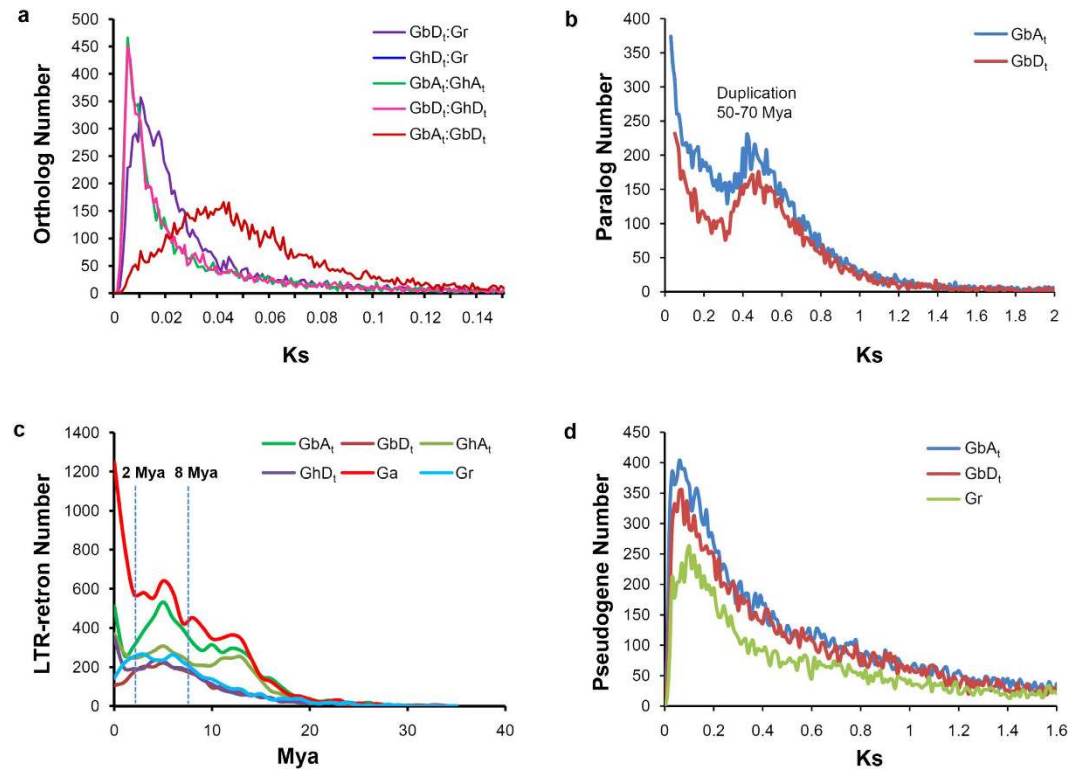 a
500
450
400
350
300
250
200
150
100
50
0
Ortholog Number
0 0.02 0.04 0.06 0.08 0.1 0.12 0.14
Ks
GbDt:Gr
GhDt:Gr
GbAt:GhAt
GbDt:GhDt
GbAt:GbDt
b
400
350
300
250
200
150
100
50
0
Paralog Number
Duplication
50-70 Mya
GbAt
GbDt
0 0.2 0.4 0.6 0.8 1 1.2 1.4 1.6 1.8 2
Ks
c
1400
1200
1000
800
600
400
200
0
LTR-retron Number
GbAt GbDt GhAt
GhDt Ga Gr
2 Mya 8 Mya
0 10 20 30 40
Mya
d
450
400
350
300
250
200
150
100
50
0
Pseudogene Number
GbAt
GbDt
Gr
0 0.2 0.4 0.6 0.8 1 1.2 1.4 1.6
Ks